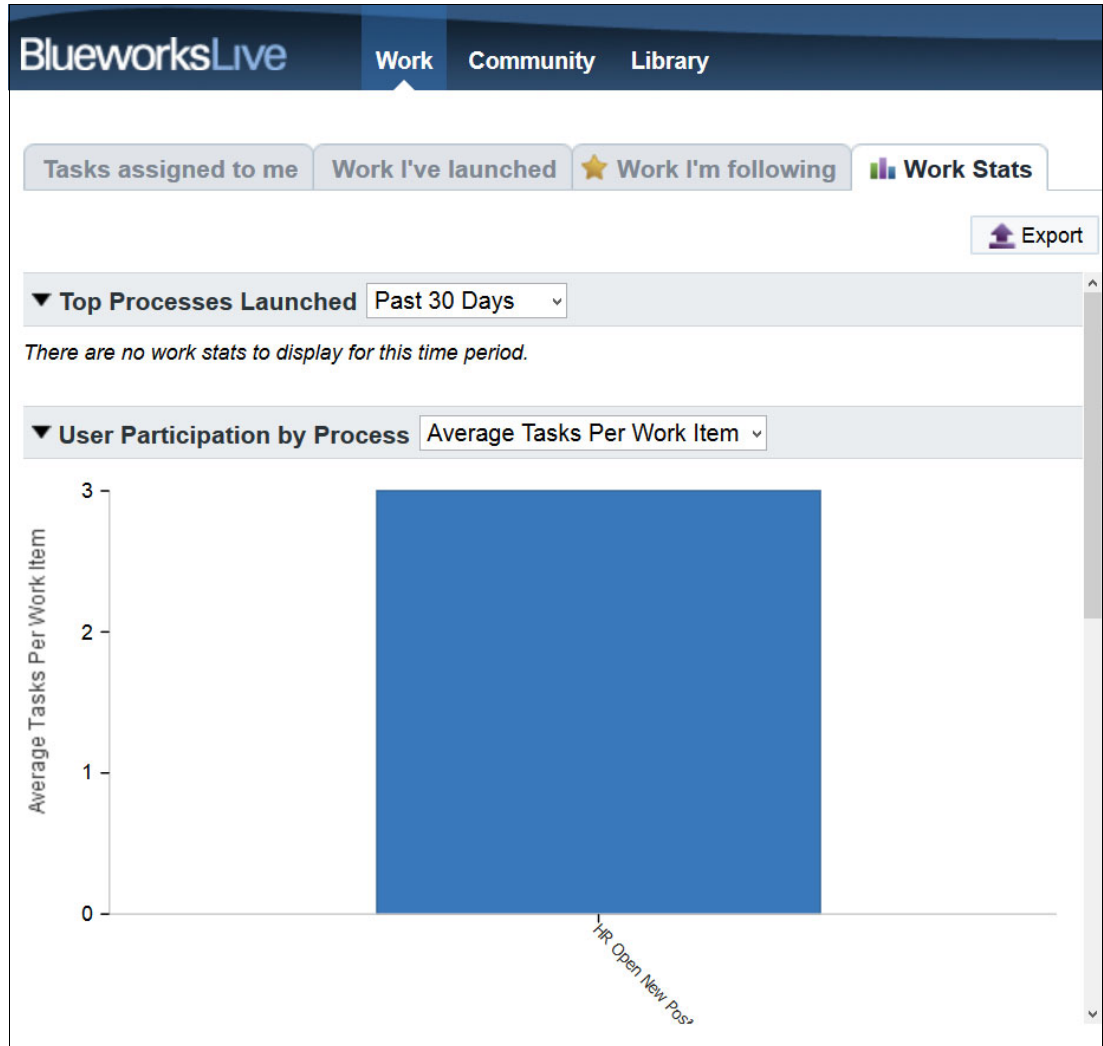 BlueworksLive Work Community Library
Tasks assigned to me Work I've launched Work I'm following Work Stats
Export
Top Processes Launched Past 30 Days
There are no work stats to display for this time period.
User Participation by Process Average Tasks Per Work Item
Average Tasks Per Work Item
3
2
1
0
HR Open New